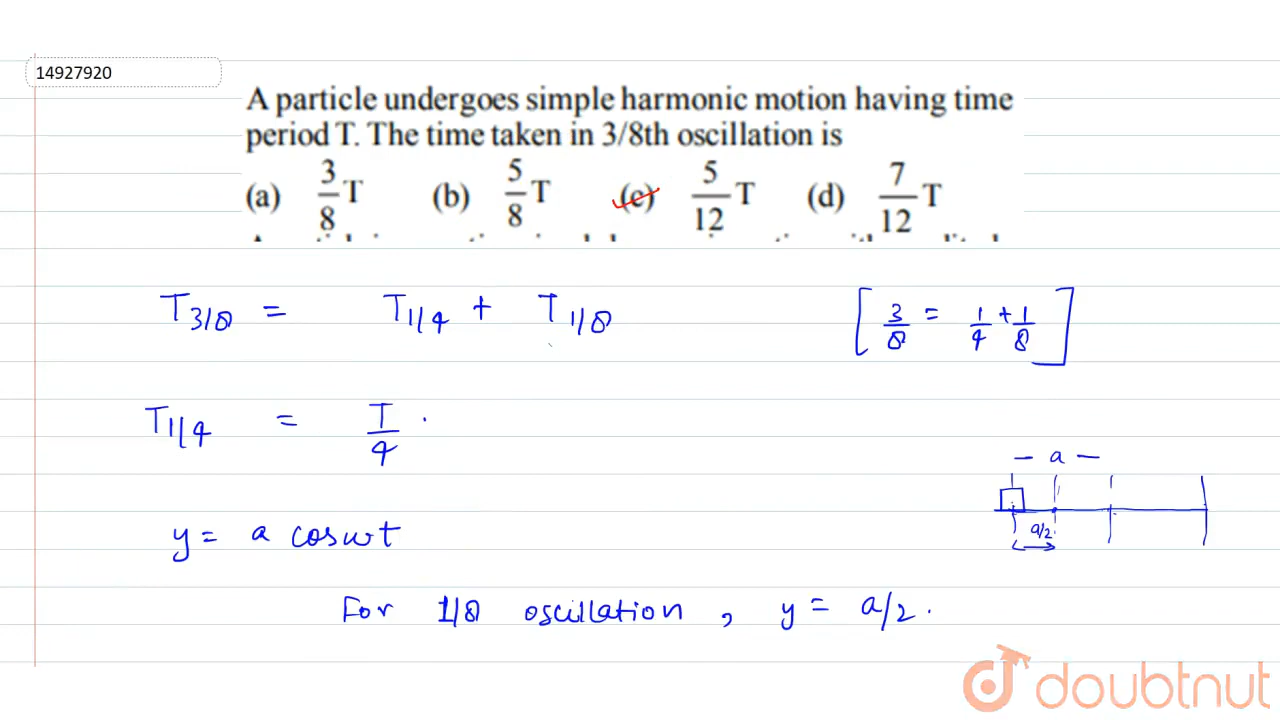 14927920
A particle undergoes simple harmonic motion having time
period T. The time taken in 3/8th oscillation is
(a) 3/8 T (b) 5/8 T (c) 5/12 T (d) 7/12 T
T3/8 = T1/4 + T1/8 [ 3/8 = 1/4 + 1/8 ]
T1/4 = T/4 .
— a —
a/2
y = a cos wt
For 1/8 oscillation , y = a/2 .
doubtnut